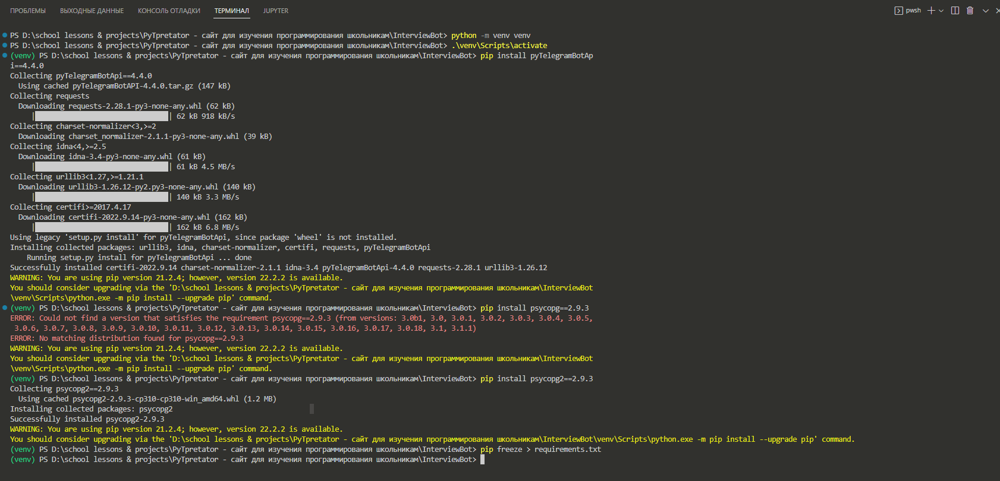 ПРОБЛЕМЫ ВЫХОДНЫЕ ДАННЫЕ КОНСОЛЬ ОТЛАДКИ ТЕРМИНАЛ JUPYTER pwsh
PS D:\school lessons & projects\PyTpretator - сайт для изучения программирования школьникам\InterviewBot> python -m venv venv
PS D:\school lessons & projects\PyTpretator - сайт для изучения программирования школьникам\InterviewBot> .\venv\Scripts\activate
(venv) PS D:\school lessons & projects\PyTpretator - сайт для изучения программирования школьникам\InterviewBot> pip install pyTelegramBotAp
i==4.4.0
Collecting pyTelegramBotApi==4.4.0
Using cached pyTelegramBotAPI-4.4.0.tar.gz (147 kB)
Collecting requests
Downloading requests-2.28.1-py3-none-any.whl (62 kB)
| | 62 kB 918 kB/s
Collecting charset-normalizer<3,>=2
Downloading charset_normalizer-2.1.1-py3-none-any.whl (39 kB)
Collecting idna<4,>=2.5
Downloading idna-3.4-py3-none-any.whl (61 kB)
| | 61 kB 4.5 MB/s
Collecting urllib3<1.27,>=1.21.1
Downloading urllib3-1.26.12-py2.py3-none-any.whl (140 kB)
| | 140 kB 3.3 MB/s
Collecting certifi>=2017.4.17
Downloading certifi-2022.9.14-py3-none-any.whl (162 kB)
| | 162 kB 6.8 MB/s
Using legacy 'setup.py install' for pyTelegramBotApi, since package 'wheel' is not installed.
Installing collected packages: urllib3, idna, charset-normalizer, certifi, requests, pyTelegramBotApi
Running setup.py install for pyTelegramBotApi ... done
Successfully installed certifi-2022.9.14 charset-normalizer-2.1.1 idna-3.4 pyTelegramBotApi-4.4.0 requests-2.28.1 urllib3-1.26.12
WARNING: You are using pip version 21.2.4; however, version 22.2.2 is available.
You should consider upgrading via the 'D:\school lessons & projects\PyTpretator - сайт для изучения программирования школьникам\InterviewBot
\venv\Scripts\python.exe -m pip install --upgrade pip' command.
(venv) PS D:\school lessons & projects\PyTpretator - сайт для изучения программирования школьникам\InterviewBot> pip install psycopg==2.9.3
ERROR: Could not find a version that satisfies the requirement psycopg==2.9.3 (from versions: 3.0b1, 3.0, 3.0.1, 3.0.2, 3.0.3, 3.0.4, 3.0.5,
3.0.6, 3.0.7, 3.0.8, 3.0.9, 3.0.10, 3.0.11, 3.0.12, 3.0.13, 3.0.14, 3.0.15, 3.0.16, 3.0.17, 3.0.18, 3.1, 3.1.1)
ERROR: No matching distribution found for psycopg==2.9.3
WARNING: You are using pip version 21.2.4; however, version 22.2.2 is available.
You should consider upgrading via the 'D:\school lessons & projects\PyTpretator - сайт для изучения программирования школьникам\InterviewBot
\venv\Scripts\python.exe -m pip install --upgrade pip' command.
(venv) PS D:\school lessons & projects\PyTpretator - сайт для изучения программирования школьникам\InterviewBot> pip install psycopg2==2.9.3
Collecting psycopg2==2.9.3
Using cached psycopg2-2.9.3-cp310-cp310-win_amd64.whl (1.2 MB)
Installing collected packages: psycopg2
Successfully installed psycopg2-2.9.3
WARNING: You are using pip version 21.2.4; however, version 22.2.2 is available.
You should consider upgrading via the 'D:\school lessons & projects\PyTpretator - сайт для изучения программирования школьникам\InterviewBot\venv\Scripts\python.exe -m pip install --upgrade pip' command.
(venv) PS D:\school lessons & projects\PyTpretator - сайт для изучения программирования школьникам\InterviewBot> pip freeze > requirements.txt
(venv) PS D:\school lessons & projects\PyTpretator - сайт для изучения программирования школьникам\InterviewBot>